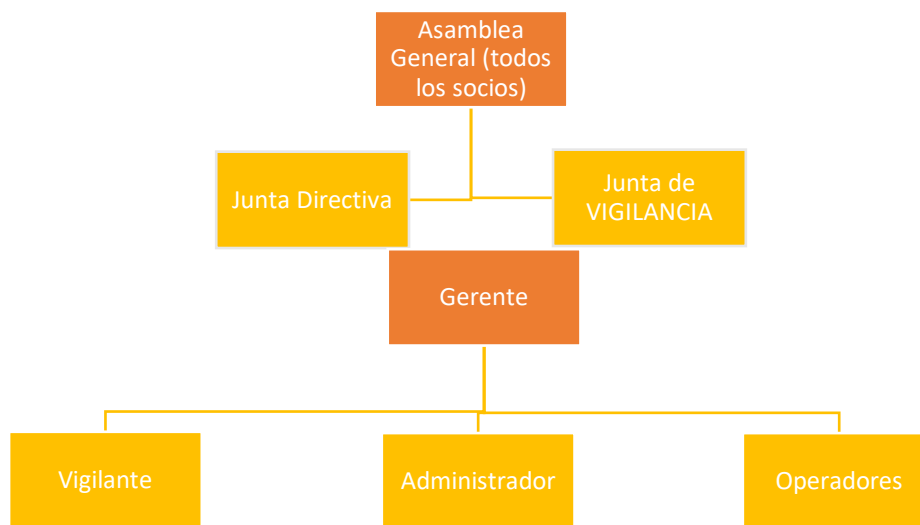 Asamblea
General (todos
los socios)
Junta Directiva
Junta de
VIGILANCIA
Gerente
Vigilante
Administrador
Operadores